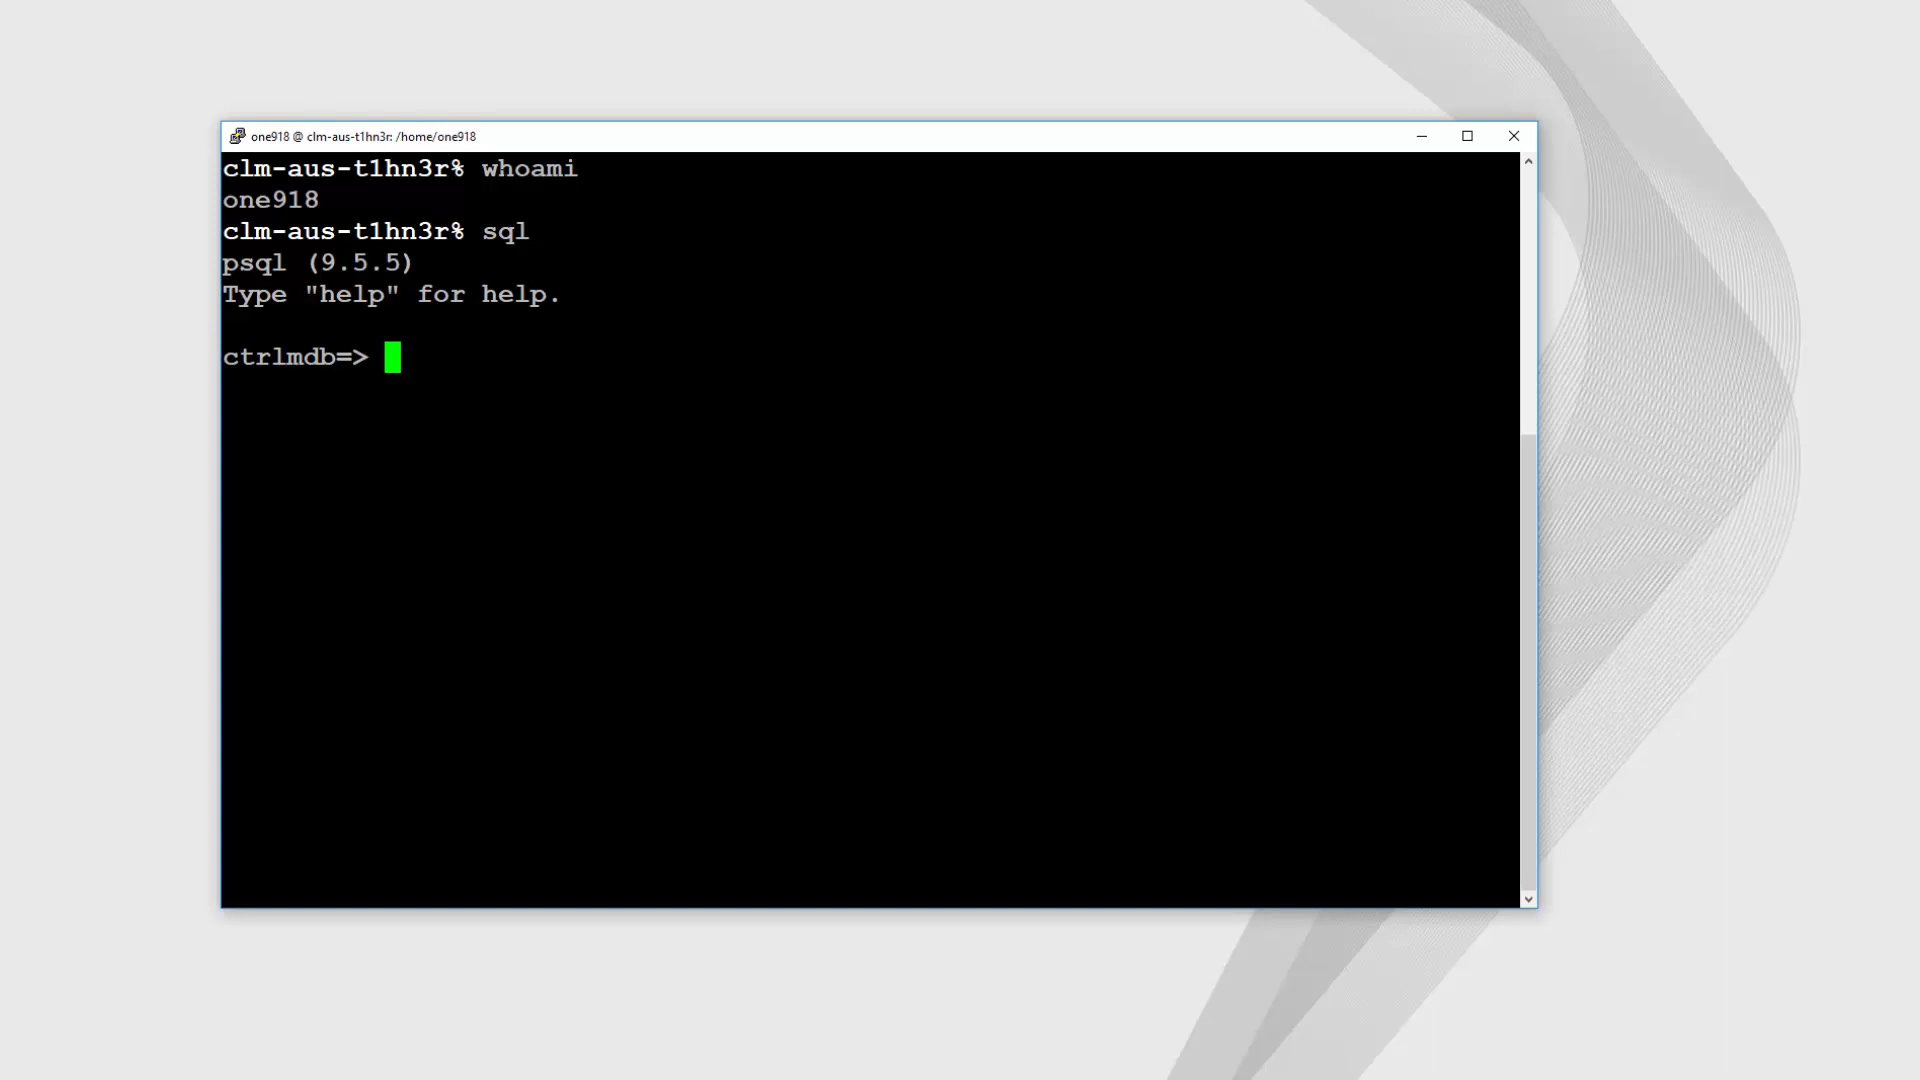 one918 @ clm-aus-t1hn3r: /home/one918
clm-aus-t1hn3r% whoami
one918
clm-aus-t1hn3r% sql
psql (9.5.5)
Type "help" for help.
ctrlmdb=>